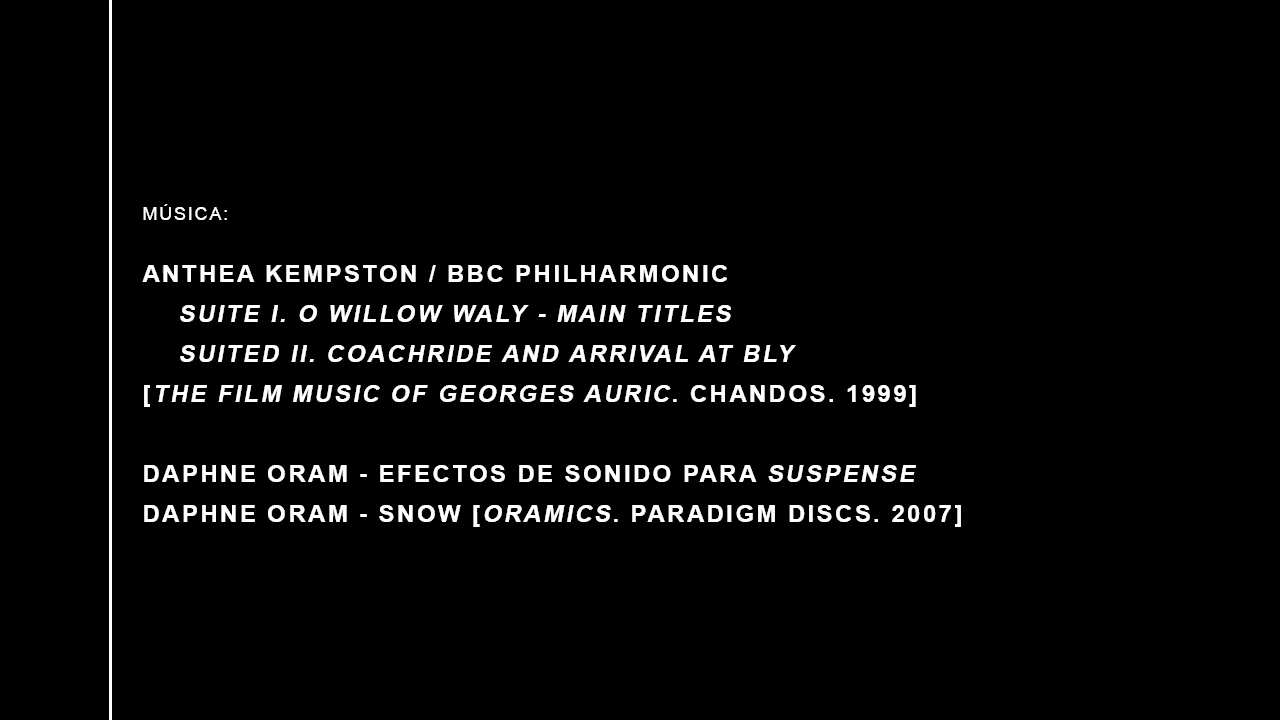 MÚSICA:
ANTHEA KEMPSTON / BBC PHILHARMONIC
SUITE I. O WILLOW WALY - MAIN TITLES
SUITED II. COACHRIDE AND ARRIVAL AT BLY
[THE FILM MUSIC OF GEORGES AURIC. CHANDOS. 1999]
DAPHNE ORAM - EFECTOS DE SONIDO PARA SUSPENSE
DAPHNE ORAM - SNOW [ORAMICS. PARADIGM DISCS. 2007]